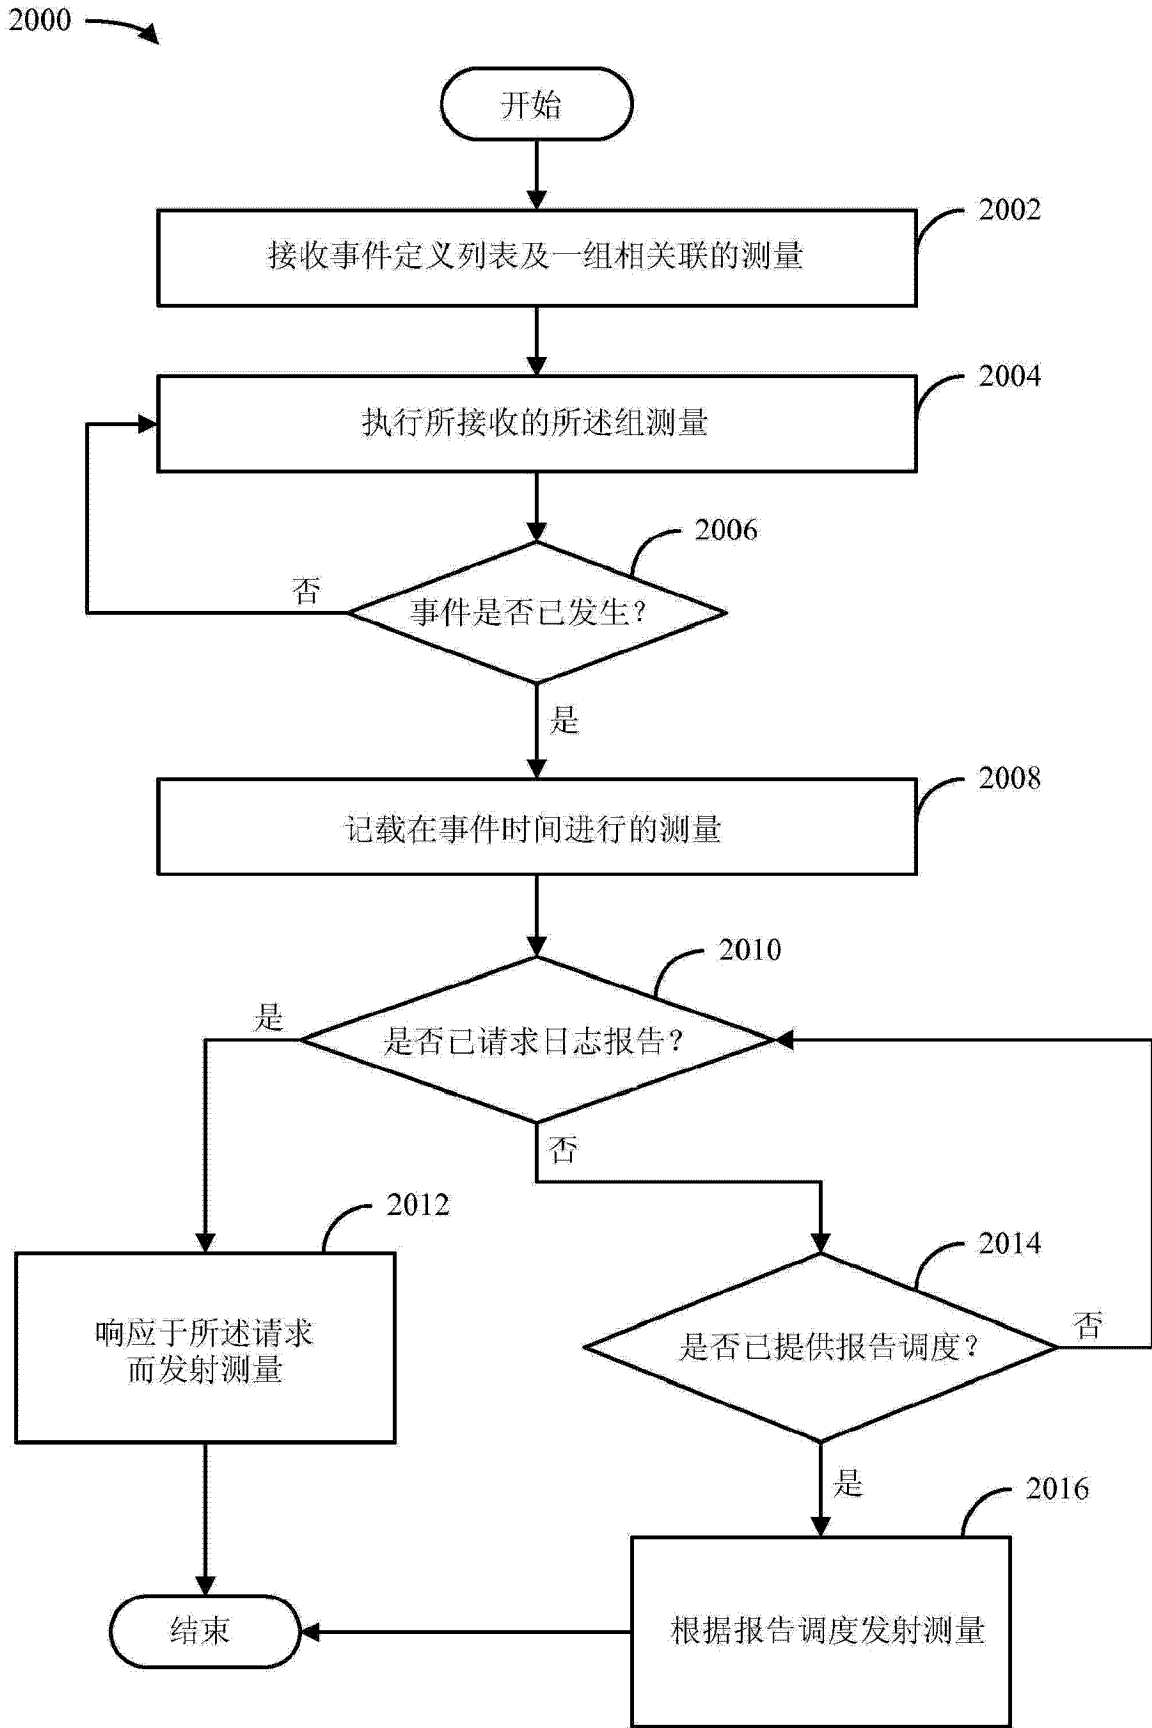 2000
开始
2002
接收事件定义列表及一组相关联的测量
2004
执行所接收的所述组测量
2006
事件是否已发生？
否
是
2008
记载在事件时间进行的测量
2010
是否已请求日志报告？
是
否
2012
响应于所述请求
而发射测量
2014
是否已提供报告调度？
否
是
2016
根据报告调度发射测量
结束